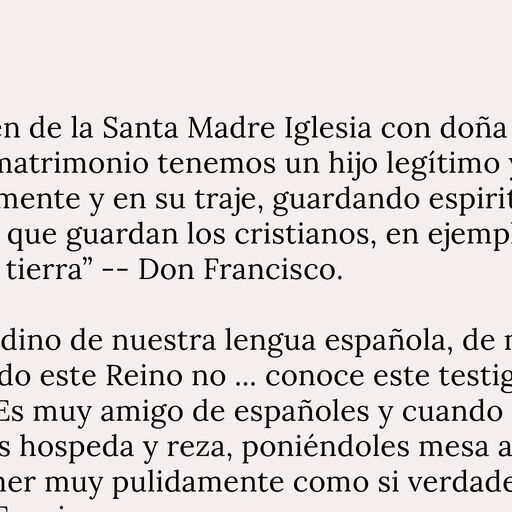 en de la Santa Madre Iglesia con doña
matrimonio tenemos un hijo legítimo y
mente y en su traje, guardando espirit
que guardan los cristianos, en ejempl
tierra” -- Don Francisco.
dino de nuestra lengua española, de
do este Reino no ... conoce este testig
Es muy amigo de españoles y cuando
s hospeda y reza, poniéndoles mesa a
ner muy pulidamente como si verdade